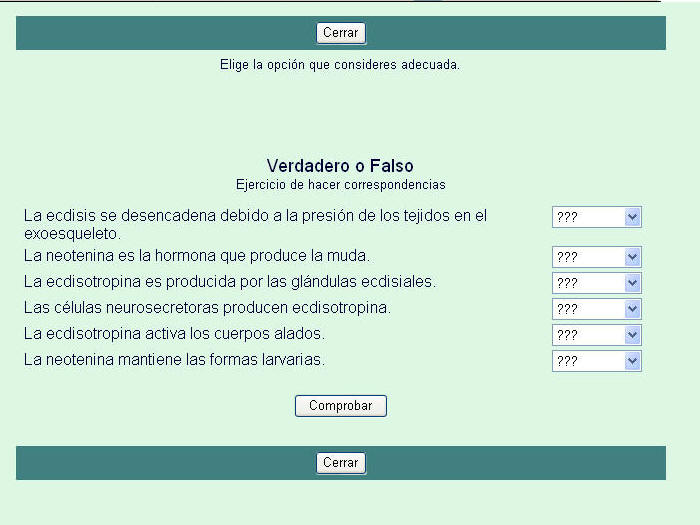 Cerrar
Elige la opción que consideres adecuada.
Verdadero o Falso
Ejercicio de hacer correspondencias
La ecdisis se desencadena debido a la presión de los tejidos en el ???
exoesqueleto.
La neotenina es la hormona que produce la muda. ???
La ecdisotropina es producida por las glándulas ecdisiales. ???
Las células neurosecretoras producen ecdisotropina. ???
La ecdisotropina activa los cuerpos alados. ???
La neotenina mantiene las formas larvarias. ???
Comprobar
Cerrar